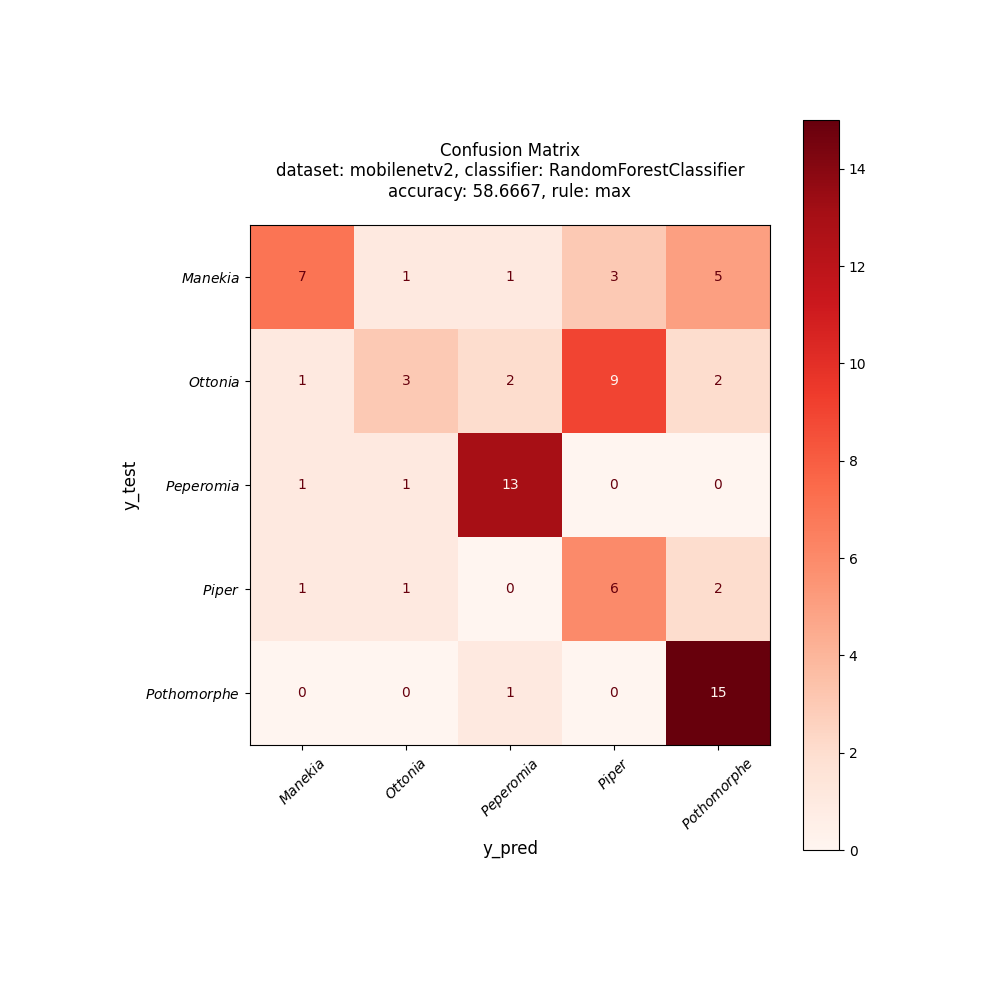 Confusion Matrix
dataset: mobilenetv2, classifier: RandomForestClassifier
accuracy: 58.6667, rule: max
Manekia 7 1 1 3 5
Ottonia 1 3 2 9 2
Peperomia 1 1 13 0 0
Piper 1 1 0 6 2
Pothomorphe 0 0 1 0 15
Manekia Ottonia Peperomia Piper Pothomorphe
y_test
y_pred
14
12
10
8
6
4
2
0